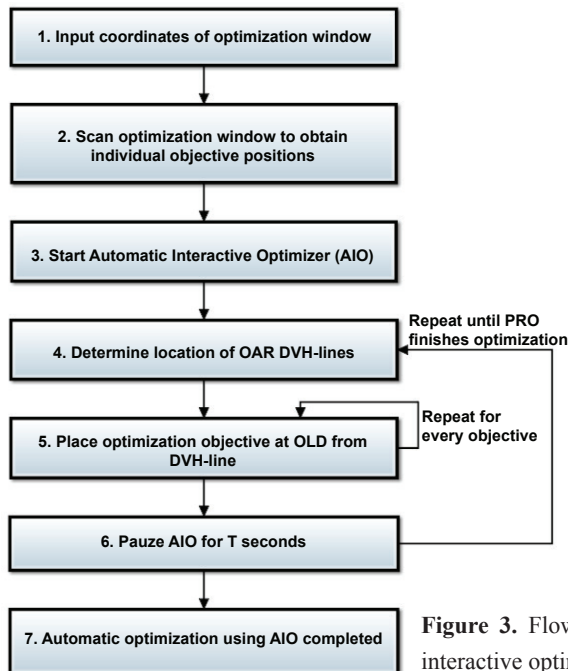 1. Input coordinates of optimization window
2. Scan optimization window to obtain
individual objective positions
3. Start Automatic Interactive Optimizer (AIO)
Repeat until PRO
finishes optimization
4. Determine location of OAR DVH-lines
Repeat for
every objective
5. Place optimization objective at OLD from
DVH-line
6. Pauze AIO for T seconds
7. Automatic optimization using AIO completed
Figure 3. Flow
interactive optim